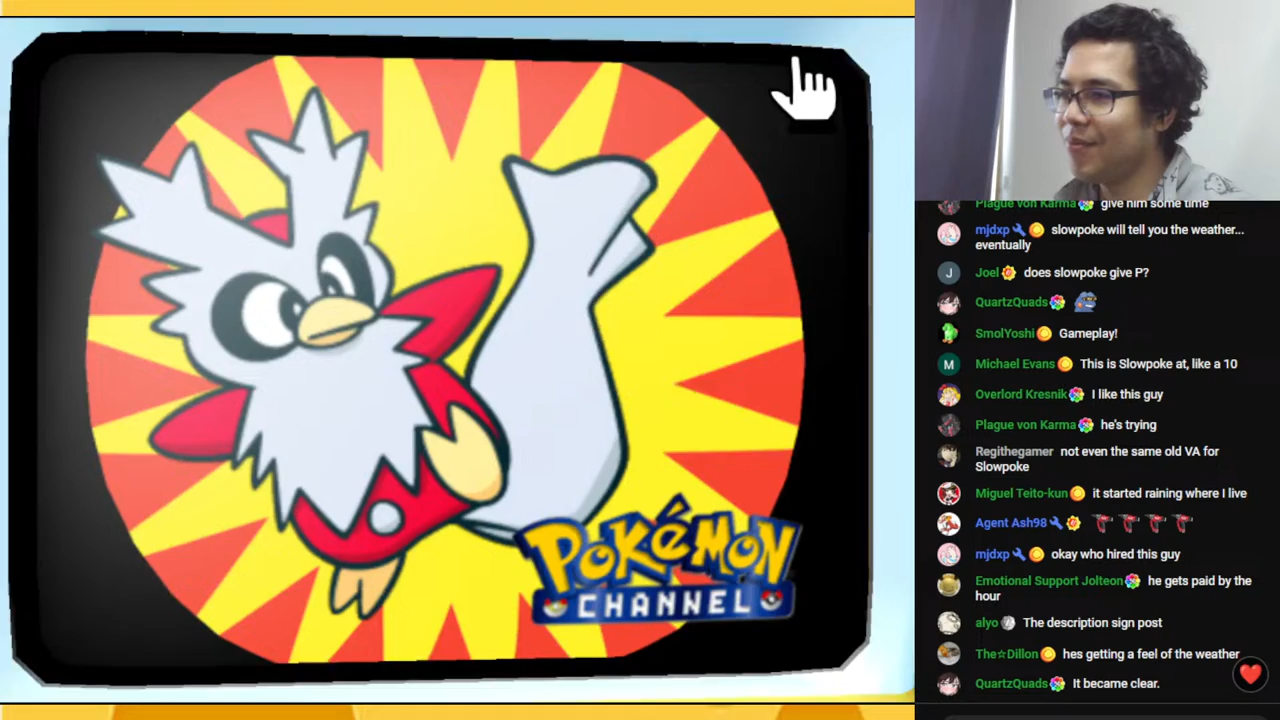 POKéMON
CHANNEL
Plague von Karma give him some time
mjdxp slowpoke will tell you the weather...
eventually
Joel does slowpoke give P?
QuartzQuads
SmolYoshi Gameplay!
Michael Evans This is Slowpoke at, like a 10
Overlord Kresnik I like this guy
Plague von Karma he's trying
Regithegamer not even the same old VA for
Slowpoke
Miguel Teito-kun it started raining where I live
Agent Ash98
mjdxp okay who hired this guy
Emotional Support Jolteon he gets paid by the
hour
alyo The description sign post
The☆Dillon hes getting a feel of the weather
QuartzQuads It became clear.
J
M